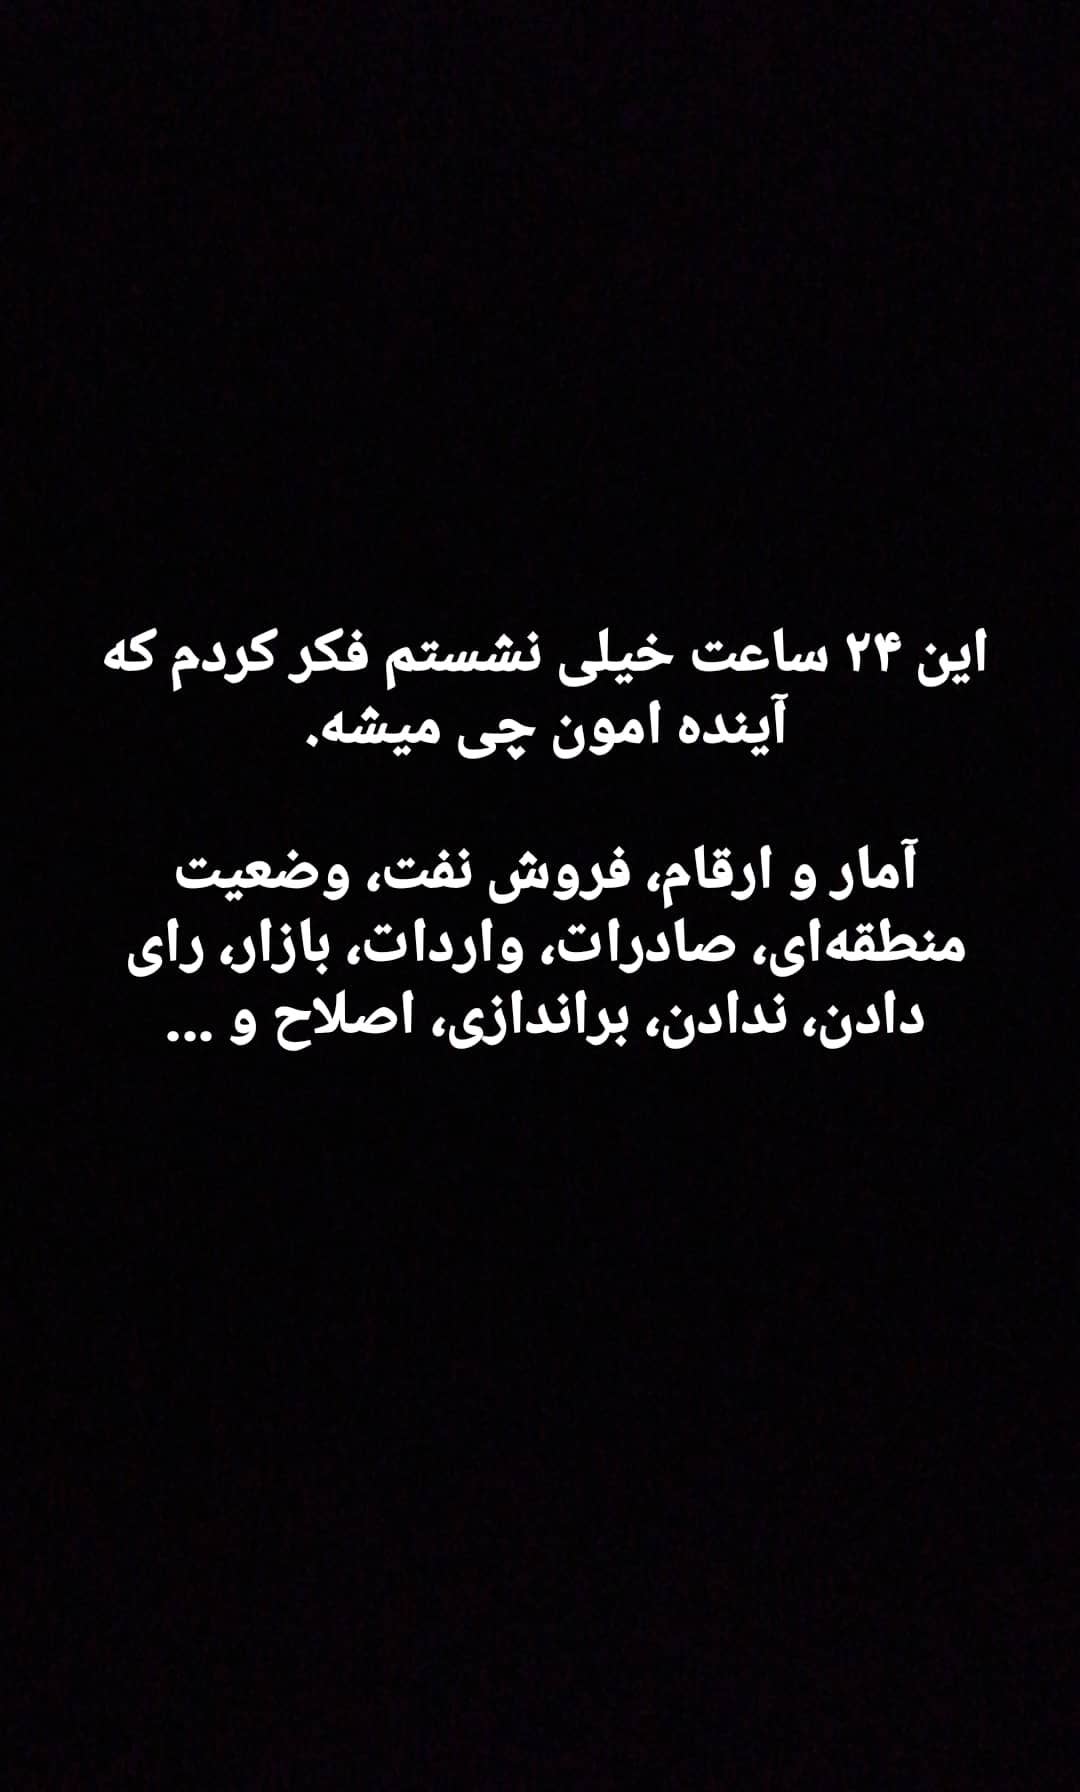 این ۲۴ ساعت خیلی نشستم فکر کردم که
آینده امون چی میشه.
آمار و ارقام، فروش نفت، وضعیت
منطقه‌ای، صادرات، واردات، بازار، رای
دادن، ندادن، براندازی، اصلاح و ...